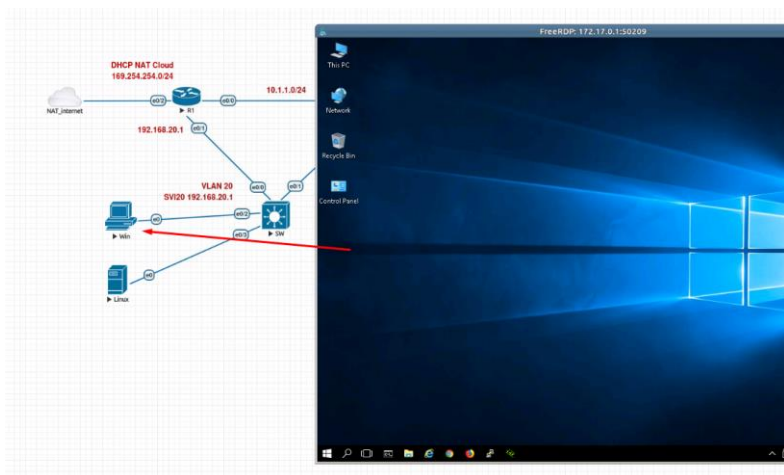 FreeRDP: 172.17.0.1:50209
DHCP NAT Cloud
169.254.254.0/24
This PC
10.1.1.0/24
e0/2
e0/0
NAT_internet
R1
Network
192.168.20.1
e0/1
Recycle Bin
VLAN 20
SVI20 192.168.20.1
e0/0
e0/1
Control Panel
e0
e0/2
Win
e0/3
SW
e0
Linux